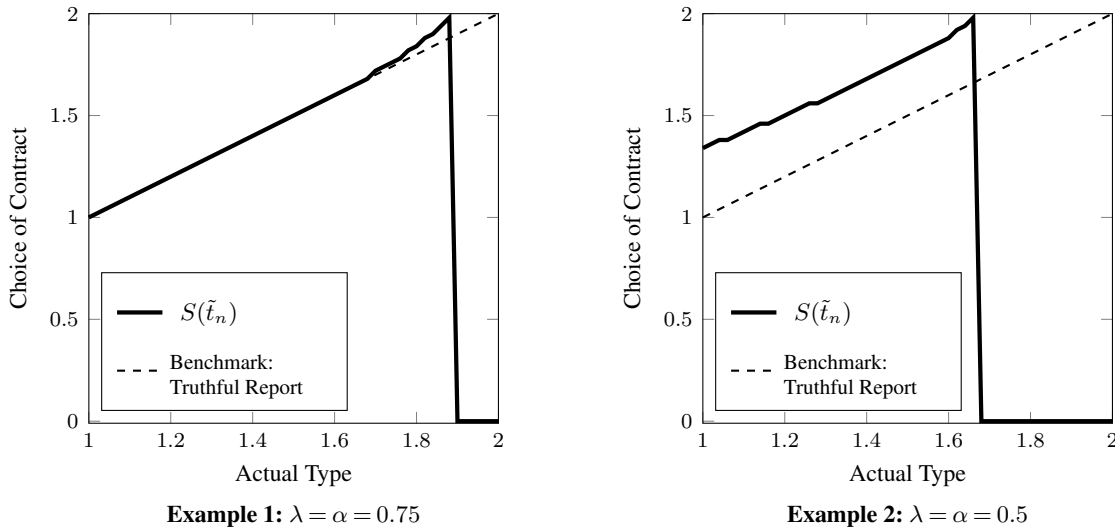 2
1.5
1
0.5
0
Choice of Contract
S(t̃ₙ)
Benchmark:
Truthful Report
1 1.2 1.4 1.6 1.8 2
Actual Type
Example 1: λ = α = 0.75
2
1.5
1
0.5
0
Choice of Contract
S(t̃ₙ)
Benchmark:
Truthful Report
1 1.2 1.4 1.6 1.8 2
Actual Type
Example 2: λ = α = 0.5